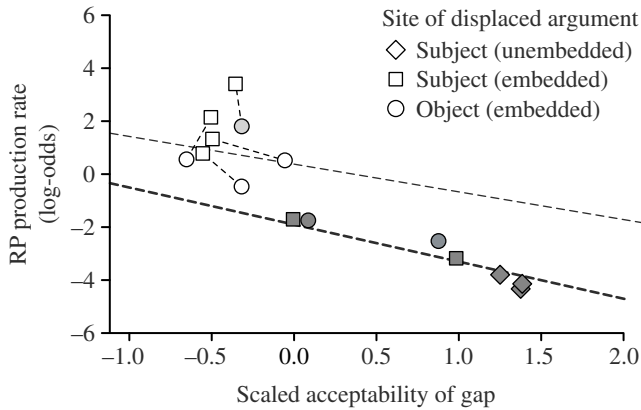 +6
+4
+2
0
−2
−4
−6
RP production rate
(log-odds)
Site of displaced argument
Subject (unembedded)
Subject (embedded)
Object (embedded)
−1.0 −0.5 0.0 0.5 1.0 1.5 2.0
Scaled acceptability of gap